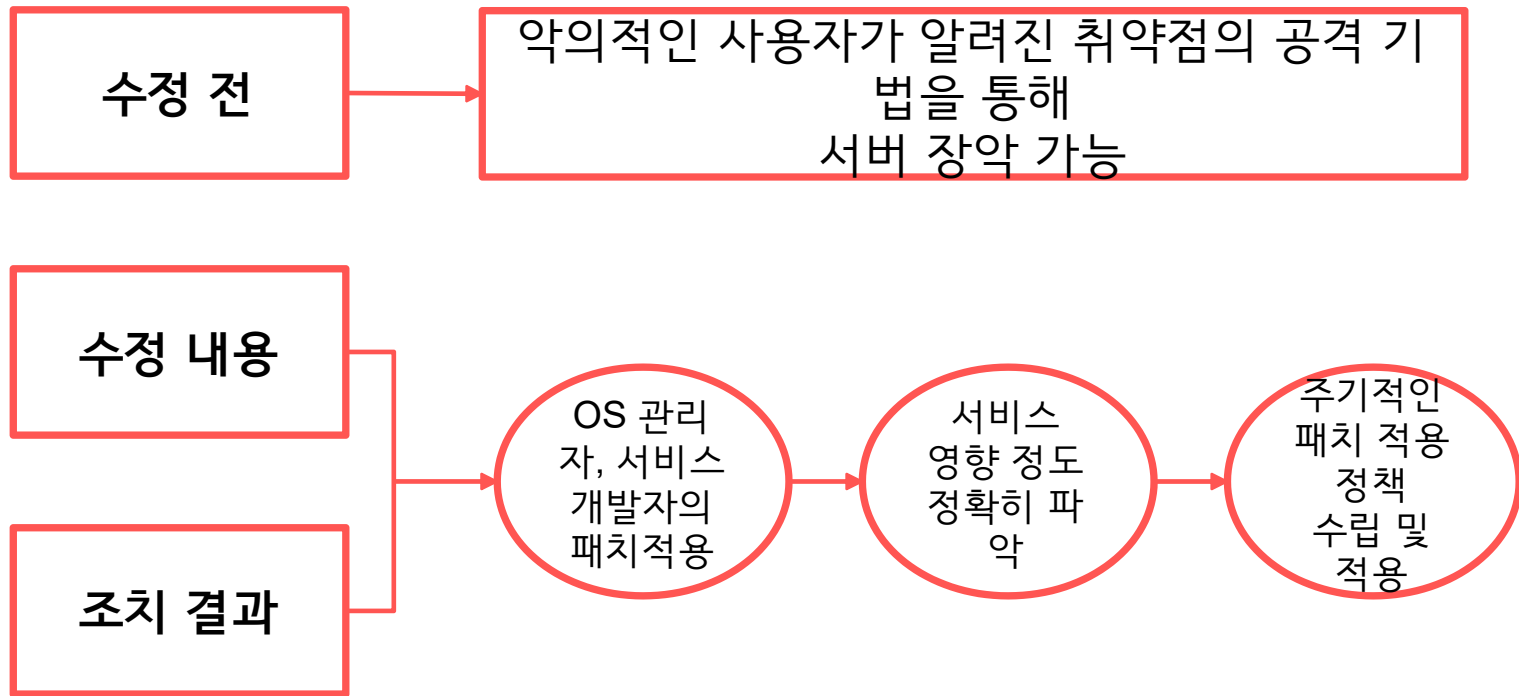 수정 전
악의적인 사용자가 알려진 취약점의 공격 기
법을 통해
서버 장악 가능
수정 내용
조치 결과
OS 관리
자, 서비스
개발자의
패치적용
서비스
영향 정도
정확히 파
악
주기적인
패치 적용
정책
수립 및
적용